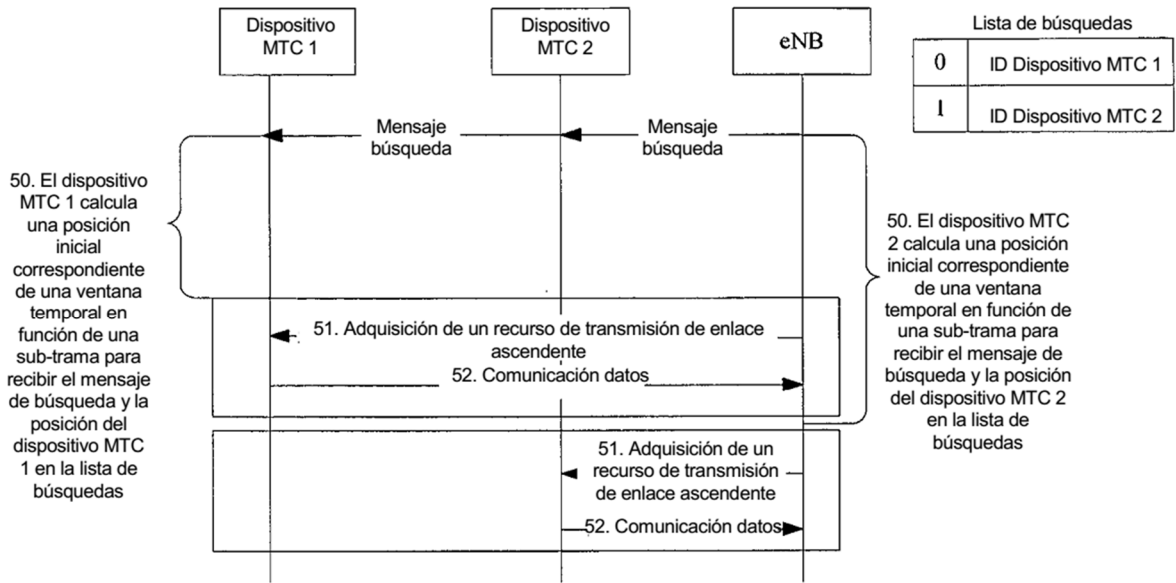 Dispositivo
MTC 1
Dispositivo
MTC 2
eNB
Lista de búsquedas
0
ID Dispositivo MTC 1
1
ID Dispositivo MTC 2
Mensaje
búsqueda
Mensaje
búsqueda
50. El dispositivo
MTC 1 calcula
una posición
inicial
correspondiente
de una ventana
temporal en
función de una
sub-trama para
recibir el mensaje
de búsqueda y la
posición del
dispositivo MTC
1 en la lista de
búsquedas
50. El dispositivo MTC
2 calcula una posición
inicial correspondiente
de una ventana
temporal en función de
una sub-trama para
recibir el mensaje de
búsqueda y la posición
del dispositivo MTC 2
en la lista de
búsquedas
51. Adquisición de un recurso de transmisión de enlace
ascendente
52. Comunicación datos
51. Adquisición de un
recurso de transmisión
de enlace ascendente
52. Comunicación datos